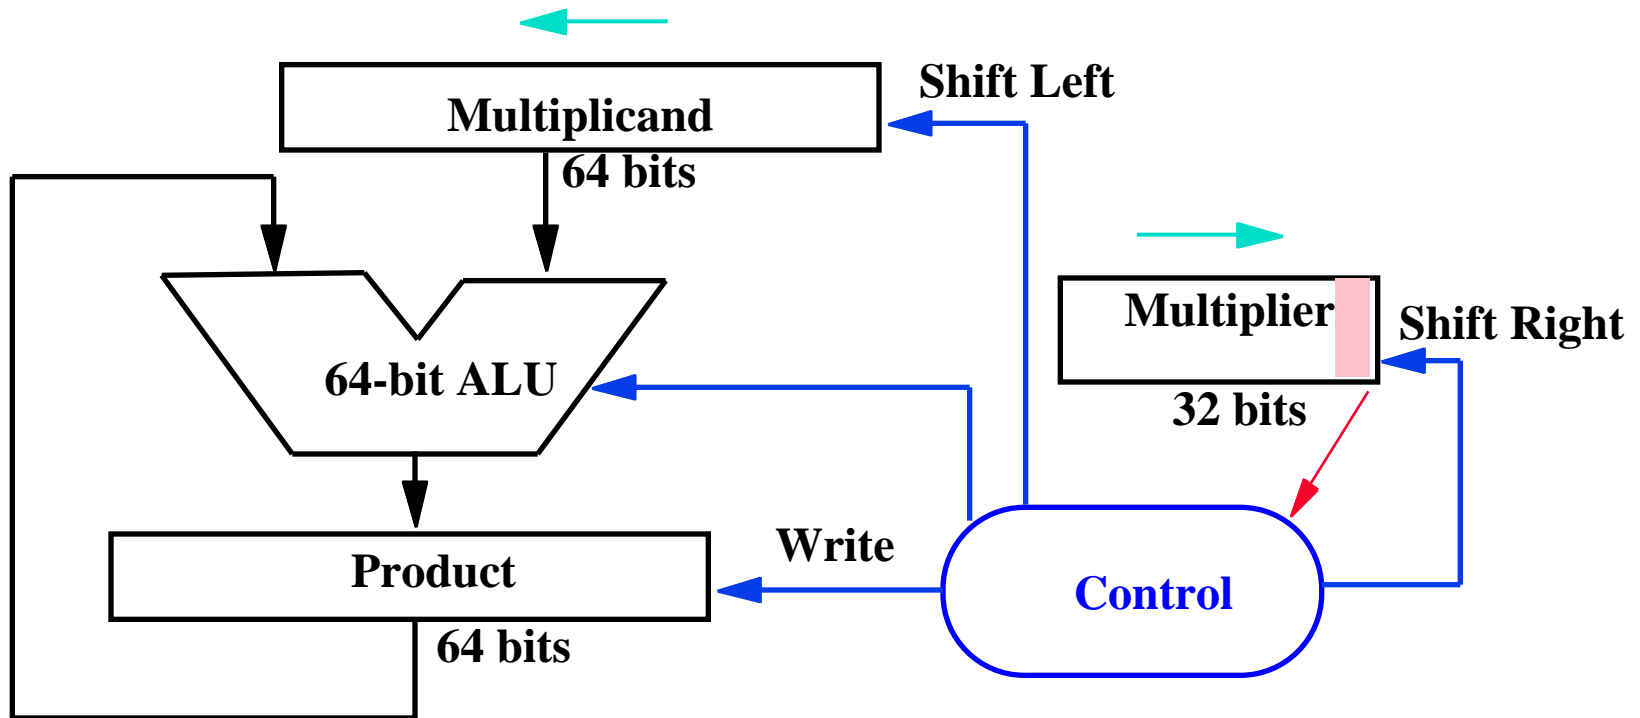 Shift Left
Multiplicand
64 bits
Multiplier
Shift Right
64-bit ALU
32 bits
Write
Product
Control
64 bits